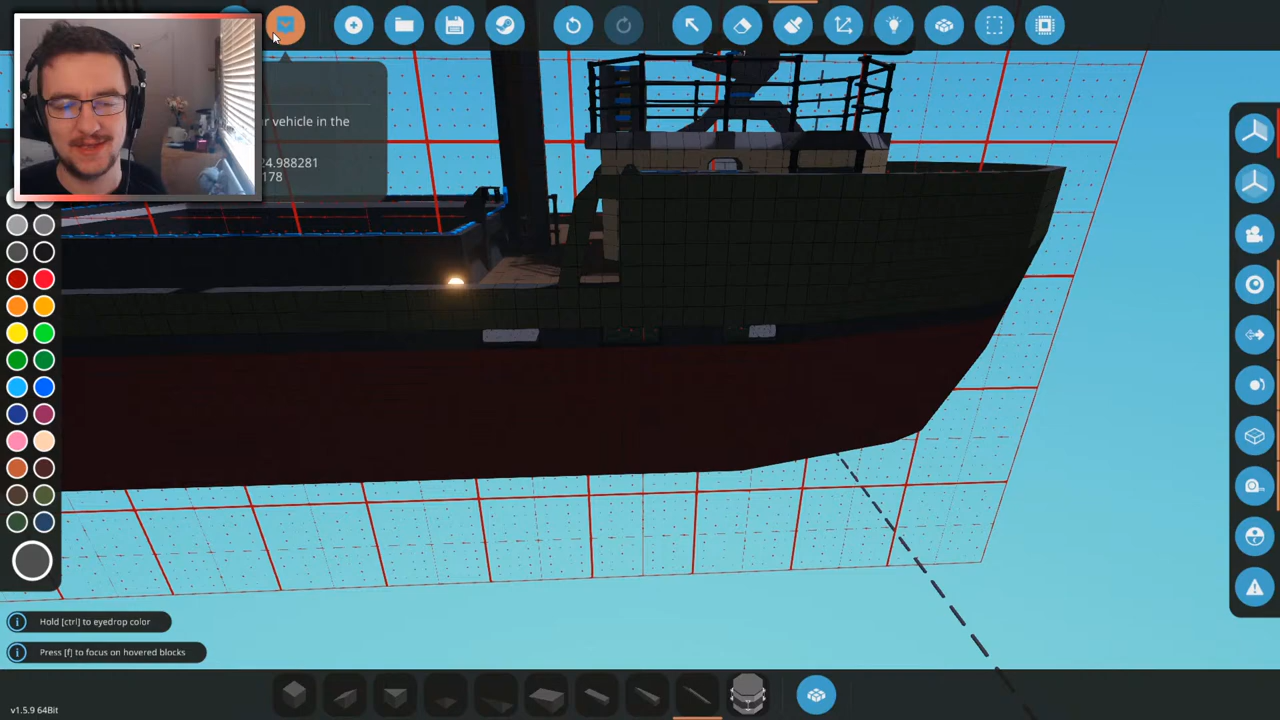 vehicle in the
24.988281
178
Hold [ctrl] to eyedrop color
Press [f] to focus on hovered blocks
v1.5.9 64Bit